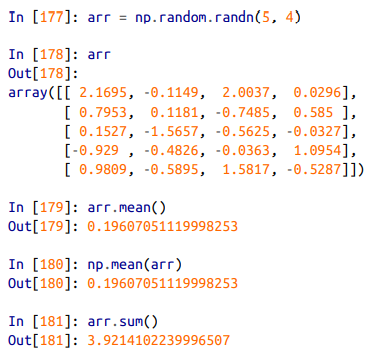 In [177]: arr = np.random.randn(5, 4)
In [178]: arr
Out[178]:
array([[ 2.1695, -0.1149,  2.0037,  0.0296],
       [ 0.7953,  0.1181, -0.7485,  0.585 ],
       [ 0.1527, -1.5657, -0.5625, -0.0327],
       [-0.929 , -0.4826, -0.0363,  1.0954],
       [ 0.9809, -0.5895,  1.5817, -0.5287]])
In [179]: arr.mean()
Out[179]: 0.19607051119998253
In [180]: np.mean(arr)
Out[180]: 0.19607051119998253
In [181]: arr.sum()
Out[181]: 3.9214102239996507